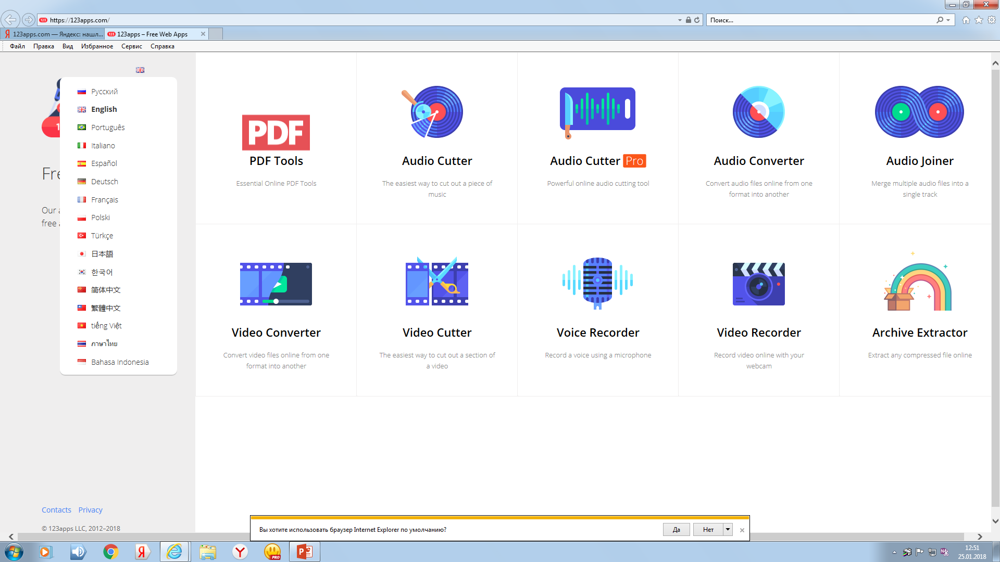 https://123apps.com/
Поиск...
123apps.com — Яндекс: нашл...
123apps – Free Web Apps
Файл Правка Вид Избранное Сервис Справка
Русский
English
Português
Italiano
Español
Deutsch
Français
Polski
Türkçe
日本語
한국어
简体中文
繁體中文
tiếng Việt
ภาษาไทย
Bahasa Indonesia
Our
free
Contacts Privacy
© 123apps LLC, 2012–2018
PDF
PDF Tools
Essential Online PDF Tools
Audio Cutter
The easiest way to cut out a piece of
music
Audio Cutter Pro
Powerful online audio cutting tool
Audio Converter
Convert audio files online from one
format into another
Audio Joiner
Merge multiple audio files into a
single track
Video Converter
Convert video files online from one
format into another
Video Cutter
The easiest way to cut out a section of
a video
Voice Recorder
Record a voice using a microphone
Video Recorder
Record video online with your
webcam
Archive Extractor
Extract any compressed file online
Вы хотите использовать браузер Internet Explorer по умолчанию?
Да
Нет
12:51
25.01.2018